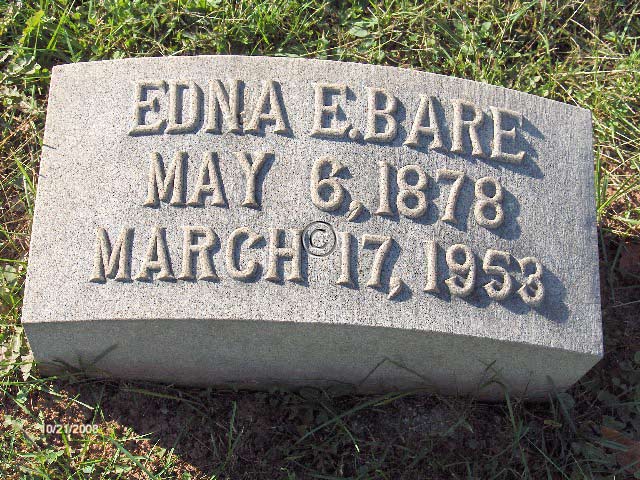 EDNA E. BARE
MAY 6, 1878
MARCH 17, 1953
©
10/21/2008